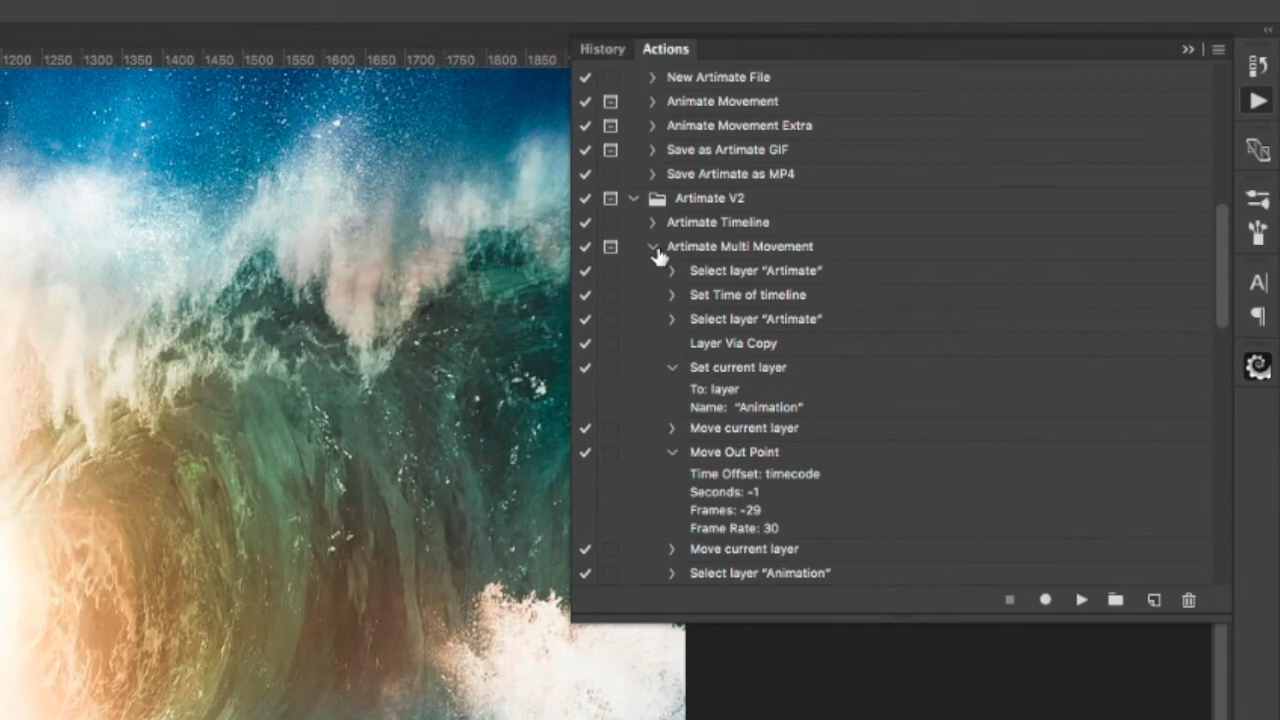 History Actions
1200 1250 1300 1350 1400 1450 1500 1550 1600 1650 1700 1750 1800 1850
New Artimate File
Animate Movement
Animate Movement Extra
Save as Artimate GIF
Save Artimate as MP4
Artimate V2
Artimate Timeline
Artimate Multi Movement
Select layer “Artimate”
Set Time of timeline
Select layer “Artimate”
Layer Via Copy
Set current layer
To: layer
Name: “Animation”
Move current layer
Move Out Point
Time Offset: timecode
Seconds: -1
Frames: -29
Frame Rate: 30
Move current layer
Select layer “Animation”